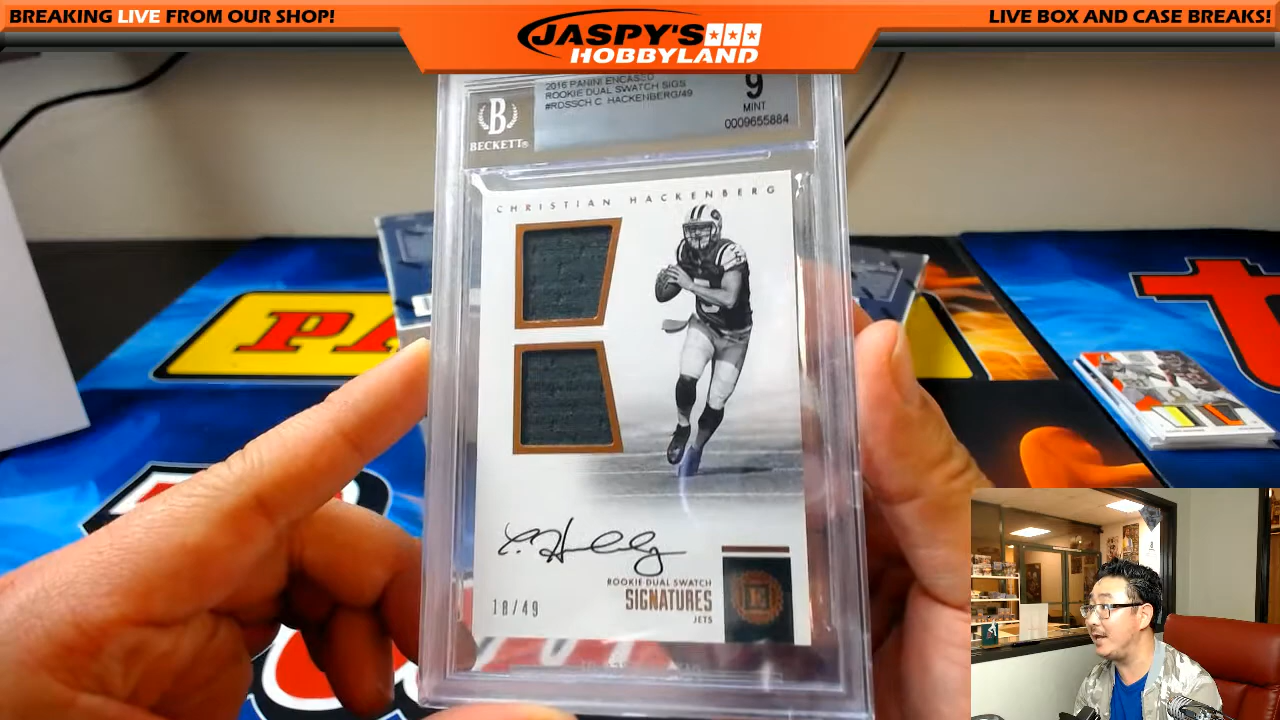 BREAKING LIVE FROM OUR SHOP!
JASPY'S
HOBBYLAND
LIVE BOX AND CASE BREAKS!
2016 PANINI ENCASED
ROOKIE DUAL SWATCH SIGS
#RDSSCH C. HACKENBERG/49
9
MINT
0009655884
B
BECKETT
CHRISTIAN HACKENBERG
PA
ROOKIE DUAL SWATCH
SIGNATURES
JETS
18/49
E